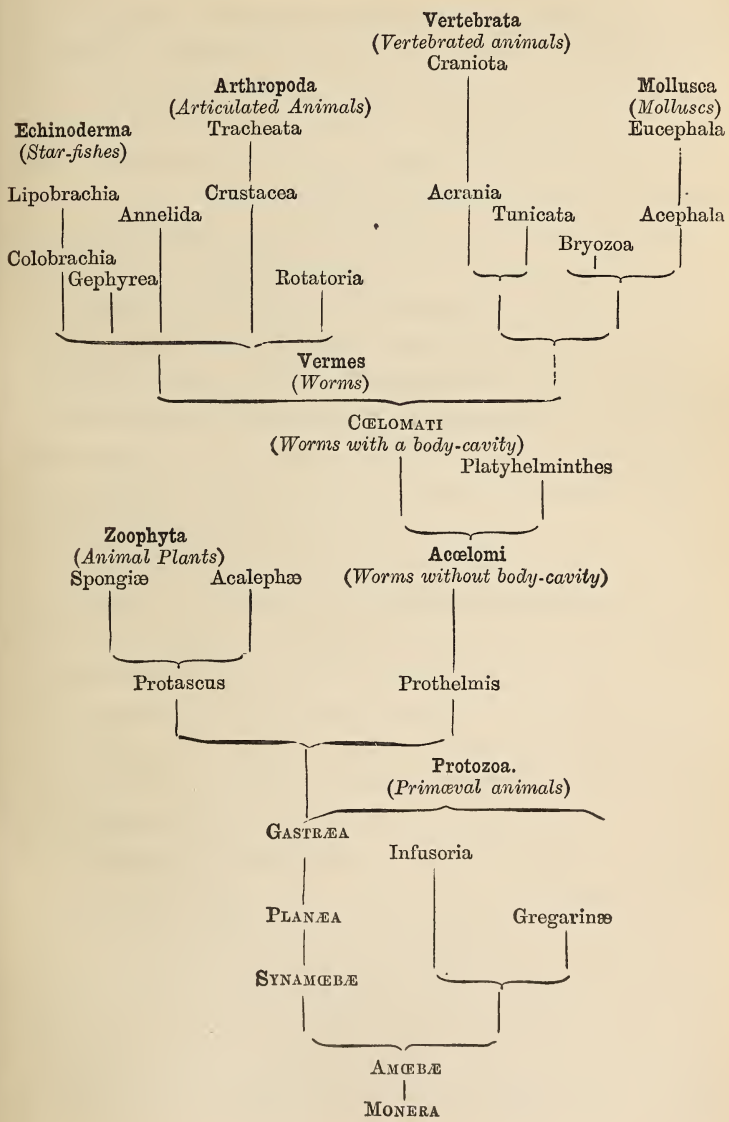 Vertebrata
(Vertebrated animals)
Craniota
Arthropoda
(Articulated Animals)
Tracheata
Mollusca
(Molluscs)
Eucephala
Echinoderma
(Star-fishes)
Lipobrachia
Crustacea
Acrania
Annelida
Tunicata
Acephala
Bryozoa
Colobrachia
Gephyrea
Rotatoria
Vermes
(Worms)
CŒLOMATI
(Worms with a body-cavity)
Platyhelminthes
Zoophyta
(Animal Plants)
Spongiæ
Acalephæ
Acœlomi
(Worms without body-cavity)
Protascus
Prothelmis
Protozoa.
(Primæval animals)
GASTRÆA
Infusoria
PLANÆA
Gregarinæ
SYNAMŒBÆ
AMŒBÆ
MONERA